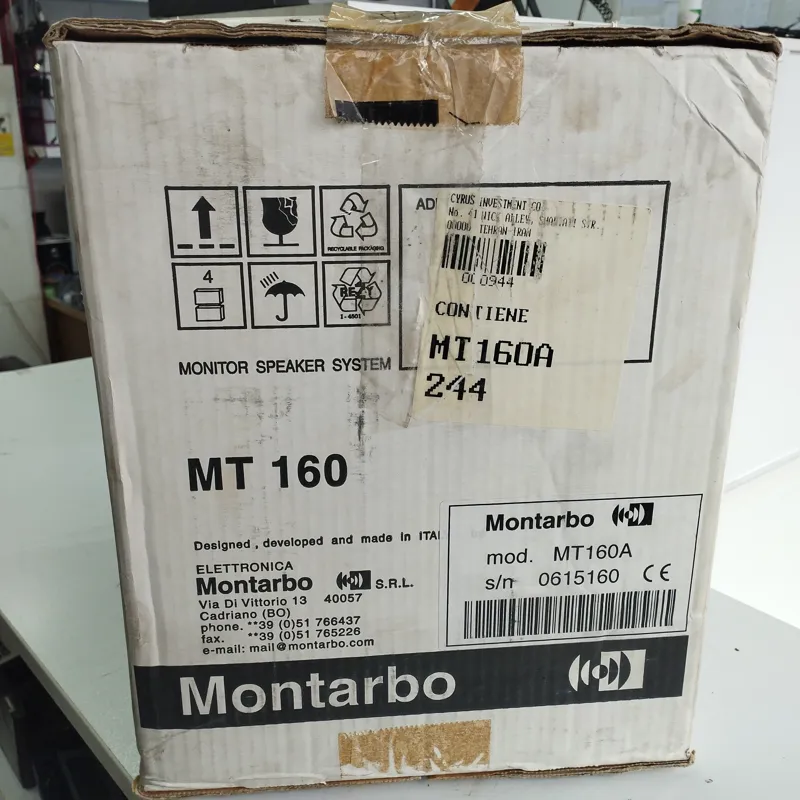 RECYCLABLE PACKAGING
4
RESY
AD
CYRUS INVESTMENT CO
TEHRAN IRAN
CONTIENE
MT160A
244
MONITOR SPEAKER SYSTEM
MT 160
Designed, developed and made in ITA
ELETTRONICA
Montarbo S.R.L.
Via Di Vittorio 13 40057
Cadriano (BO)
phone. **39 (0)51 766437
fax. **39 (0)51 765226
e-mail: mail@montarbo.com
Montarbo
mod. MT160A
s/n 0615160 CE
Montarbo